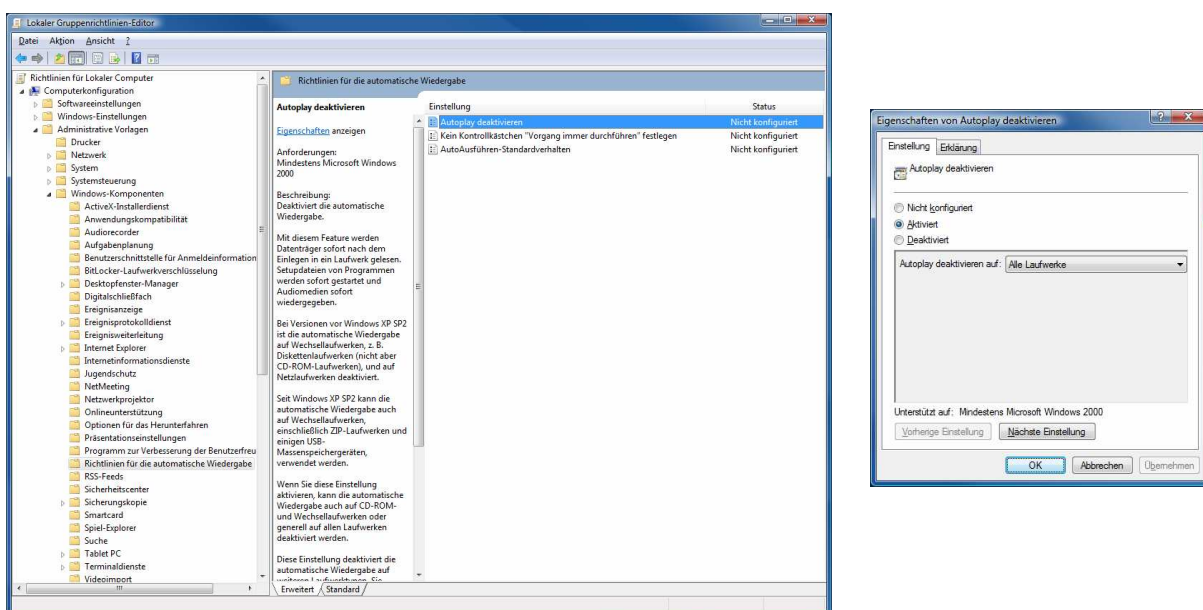 Lokaler Gruppenrichtlinien-Editor
Datei Aktion Ansicht ?
Richtlinien für Lokaler Computer
Computerkonfiguration
Softwareeinstellungen
Windows-Einstellungen
Administrative Vorlagen
Drucker
Netzwerk
System
Systemsteuerung
Windows-Komponenten
ActiveX-Installerdienst
Anwendungskompatibilität
Audiorecorder
Aufgabenplanung
Benutzerschnittstelle für Anmeldeinformation
BitLocker-Laufwerkverschlüsselung
Desktopfenster-Manager
Digitalschließfach
Ereignisanzeige
Ereignisprotokolldienst
Ereignisweiterleitung
Internet Explorer
Internetinformationsdienste
Jugendschutz
NetMeeting
Netzwerkprojektor
Onlineunterstützung
Optionen für das Herunterfahren
Präsentationseinstellungen
Programm zur Verbesserung der Benutzerfreu
Richtlinien für die automatische Wiedergabe
RSS-Feeds
Sicherheitscenter
Sicherungskopie
Smartcard
Spiel-Explorer
Suche
Tablet PC
Terminaldienste
Videoimport
Richtlinien für die automatische Wiedergabe
Autoplay deaktivieren
Eigenschaften anzeigen
Anforderungen:
Mindestens Microsoft Windows
2000
Beschreibung:
Deaktiviert die automatische
Wiedergabe.
Mit diesem Feature werden
Datenträger sofort nach dem
Einlegen in ein Laufwerk gelesen.
Setupdateien von Programmen
werden sofort gestartet und
Audiomedien sofort
wiedergegeben.
Bei Versionen vor Windows XP SP2
ist die automatische Wiedergabe
auf Wechsellaufwerken, z. B.
Diskettenlaufwerken (nicht aber
CD-ROM-Laufwerken), und auf
Netzlaufwerken deaktiviert.
Seit Windows XP SP2 kann die
automatische Wiedergabe auch
auf Wechsellaufwerken,
einschließlich ZIP-Laufwerken und
einigen USB-
Massenspeichergeräten,
verwendet werden.
Wenn Sie diese Einstellung
aktivieren, kann die automatische
Wiedergabe auch auf CD-ROM-
und Wechsellaufwerken oder
generell auf allen Laufwerken
deaktiviert werden.
Diese Einstellung deaktiviert die
automatische Wiedergabe auf
weiteren Laufwerktypen. Sie
Einstellung Status
Autoplay deaktivieren Nicht konfiguriert
Kein Kontrollkästchen "Vorgang immer durchführen" festlegen Nicht konfiguriert
AutoAusführen-Standardverhalten Nicht konfiguriert
Erweitert Standard
Eigenschaften von Autoplay deaktivieren
Einstellung Erklärung
Autoplay deaktivieren
Nicht konfiguriert
Aktiviert
Deaktiviert
Autoplay deaktivieren auf: Alle Laufwerke
Unterstützt auf: Mindestens Microsoft Windows 2000
Vorherige Einstellung Nächste Einstellung
OK Abbrechen Übernehmen